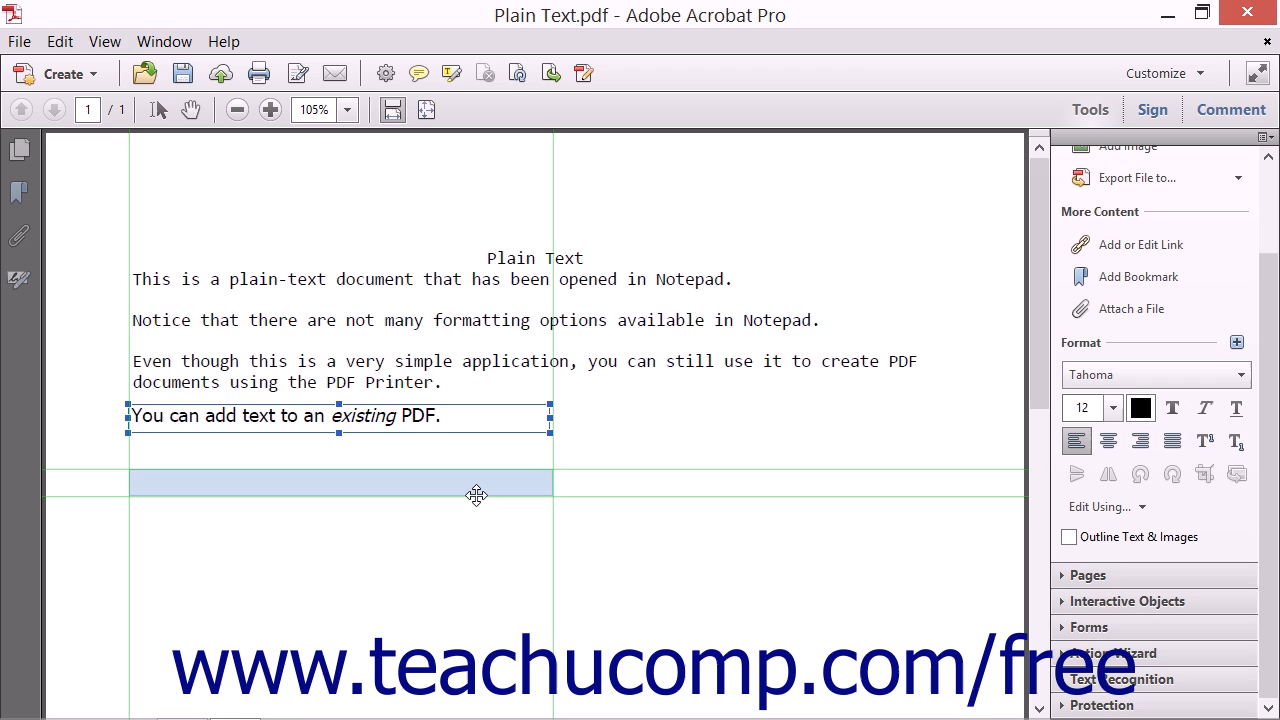 Plain Text.pdf - Adobe Acrobat Pro
File Edit View Window Help
Create Customize
1 / 1 105% Tools Sign Comment
Add Image
Export File to...
More Content
Add or Edit Link
Add Bookmark
Attach a File
Format
Tahoma
12
Edit Using...
Outline Text & Images
Pages
Interactive Objects
Forms
Action Wizard
Text Recognition
Protection
Plain Text
This is a plain-text document that has been opened in Notepad.
Notice that there are not many formatting options available in Notepad.
Even though this is a very simple application, you can still use it to create PDF
documents using the PDF Printer.
You can add text to an existing PDF.
www.teachucomp.com/free